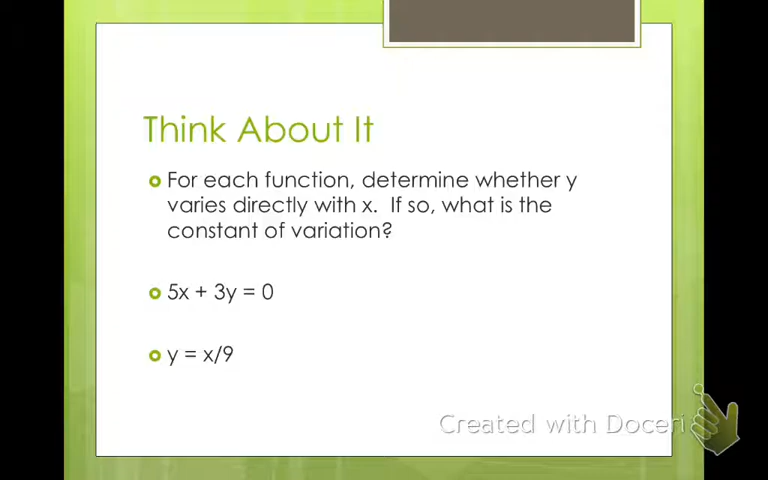 Think About It
For each function, determine whether y
varies directly with x. If so, what is the
constant of variation?
5x + 3y = 0
y = x/9
Created with Doceri